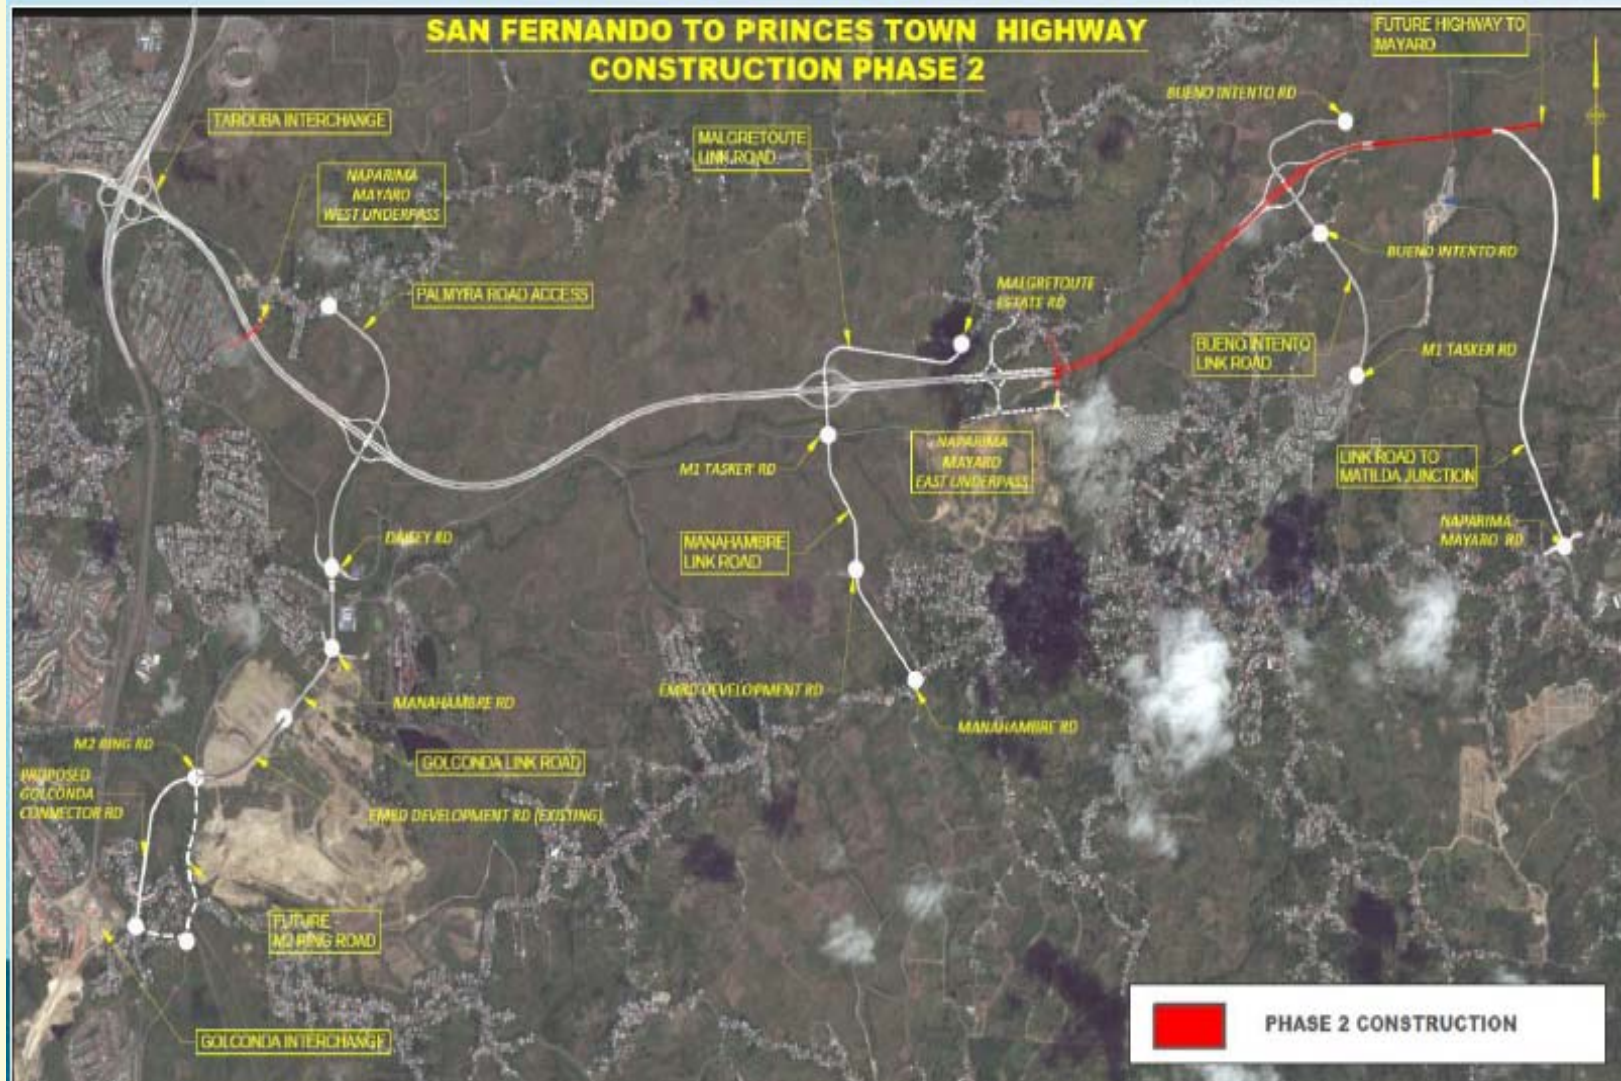 SAN FERNANDO TO PRINCES TOWN HIGHWAY
CONSTRUCTION PHASE 2
FUTURE HIGHWAY TO
MAYARO
BUENO INTENTO RD
TAROUBA INTERCHANGE
MALGRETOUTE
LINK ROAD
NAPARIMA
MAYARO
WEST UNDERPASS
BUENO INTENTO RD
PALMYRA ROAD ACCESS
MALGRETOUTE
ESTATE RD
BUENO INTENTO
LINK ROAD
M1 TASKER RD
NAPARIMA
MAYARO
EAST UNDERPASS
M1 TASKER RD
LINK ROAD TO
MATILDA JUNCTION
NAPARIMA
MAYARO RD
DAISEY RD
MANAHAMBRE
LINK ROAD
EMBD DEVELOPMENT RD
MANAHAMBRE RD
MANAHAMBRE RD
M2 RING RD
GOLCONDA LINK ROAD
PROPOSED
GOLCONDA
CONNECTOR RD
EMBD DEVELOPMENT RD (EXISTING)
FUTURE
M2 RING ROAD
GOLCONDA INTERCHANGE
PHASE 2 CONSTRUCTION